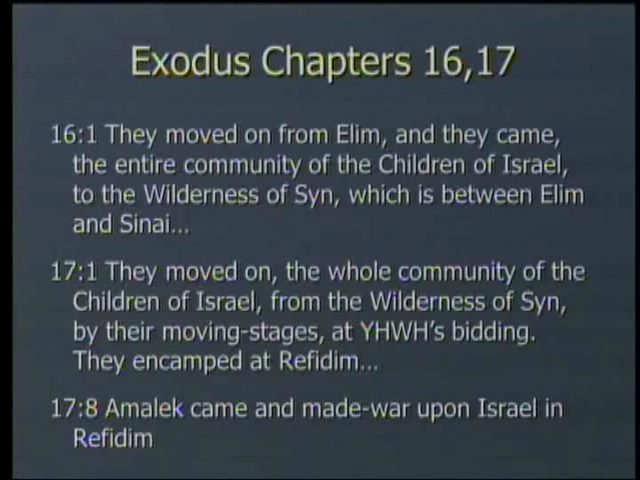 Exodus Chapters 16,17
16:1 They moved on from Elim, and they came,
the entire community of the Children of Israel,
to the Wilderness of Syn, which is between Elim
and Sinai...
17:1 They moved on, the whole community of the
Children of Israel, from the Wilderness of Syn,
by their moving-stages, at YHWH's bidding.
They encamped at Refidim...
17:8 Amalek came and made-war upon Israel in
Refidim